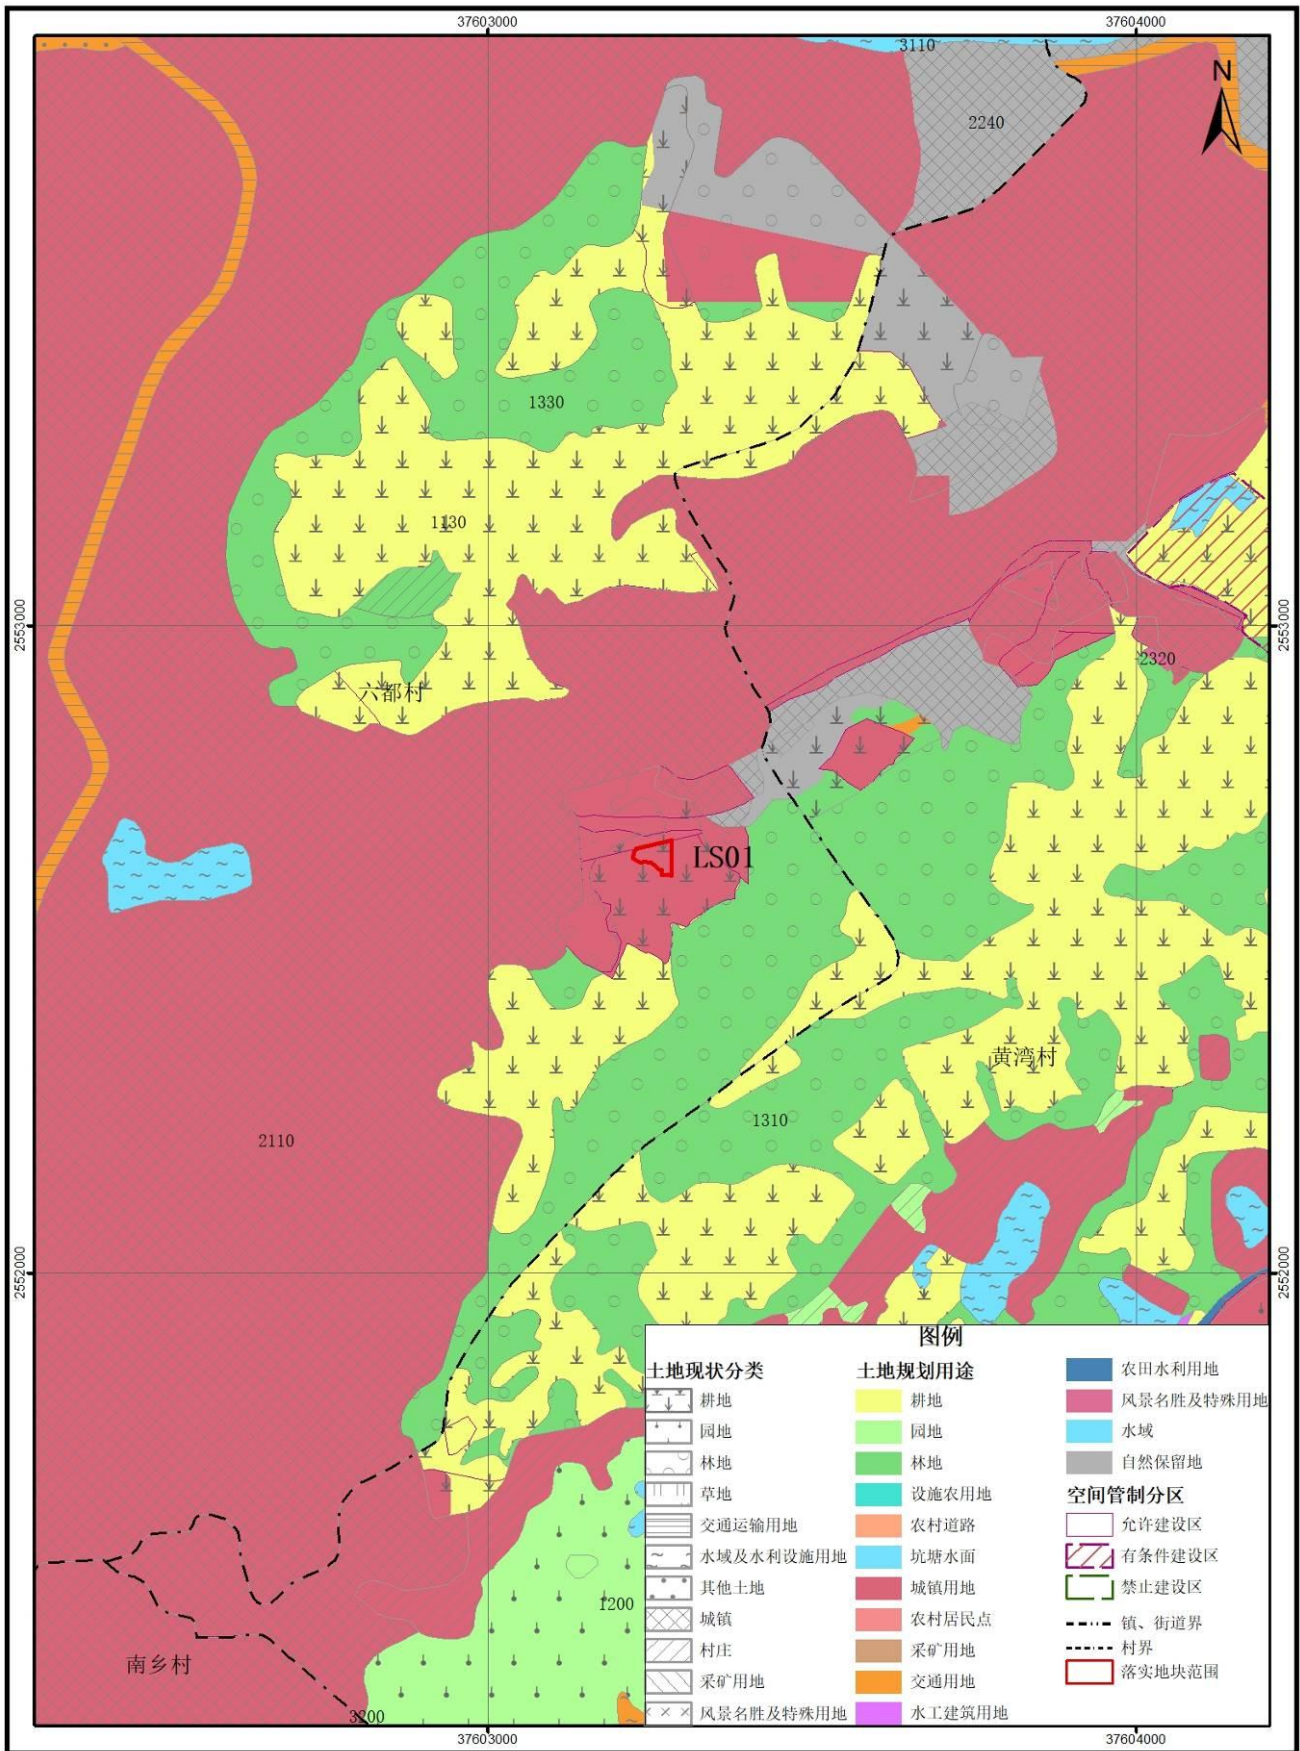 37603000
37604000
3110
N
2240
1330
1130
2553000
2553000
2320
六都村
LS01
黄湾村
1310
2110
2552000
2552000
图例
土地现状分类
耕地
园地
林地
草地
交通运输用地
水域及水利设施用地
其他土地
城镇
村庄
采矿用地
风景名胜及特殊用地
土地规划用途
耕地
园地
林地
设施农用地
农村道路
坑塘水面
城镇用地
农村居民点
采矿用地
交通用地
水工建筑用地
农田水利用地
风景名胜及特殊用地
水域
自然保留地
空间管制分区
允许建设区
有条件建设区
禁止建设区
镇、街道界
村界
落实地块范围
1200
南乡村
3200
37603000
37604000